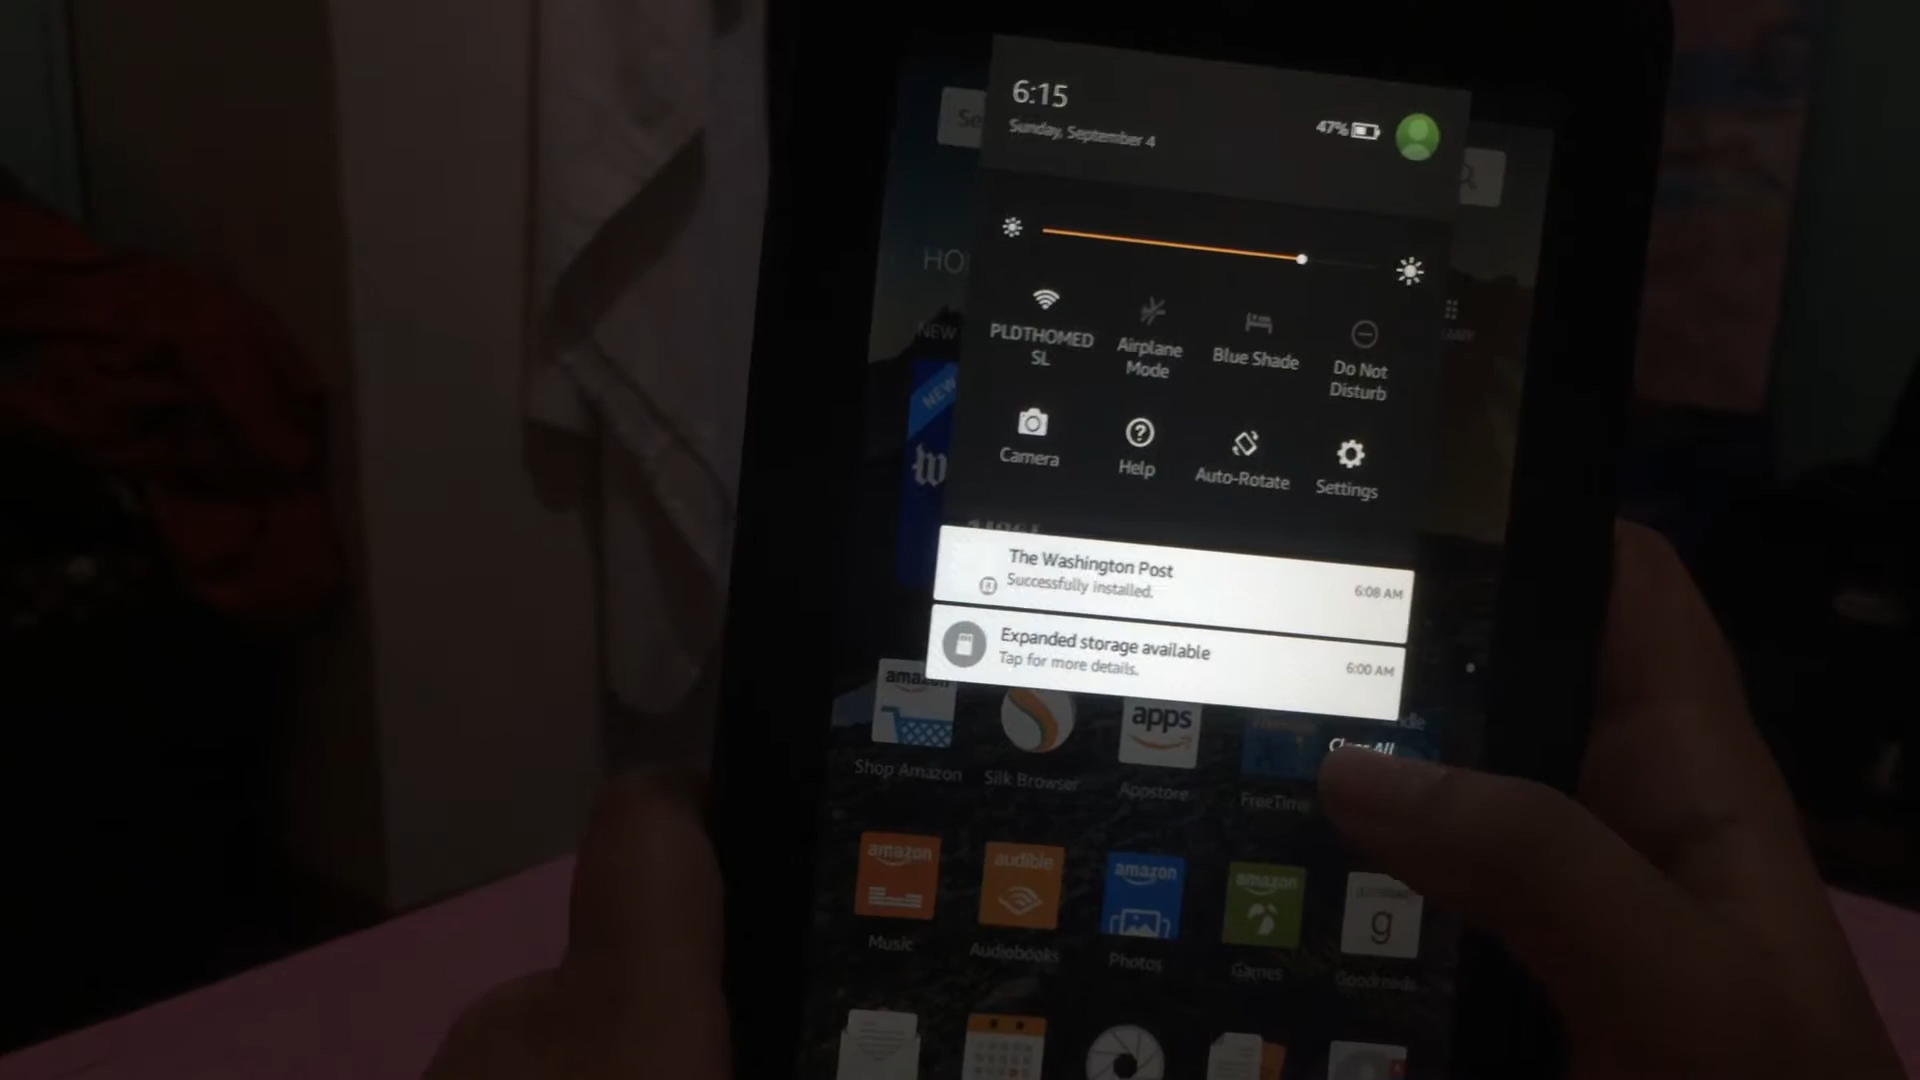 6:15
Sunday, September 4
47%
Se
HO
NEW
PLDTHOMED
SL
Airplane
Mode
Blue Shade
Do Not
Disturb
NEW
Camera
Help
Auto-Rotate
Settings
The Washington Post
Successfully installed.
6:08 AM
Expanded storage available
Tap for more details.
6:00 AM
Clear All
amazon
apps
Shop Amazon
Silk Browser
Appstore
FreeTime
amazon
audible
amazon
amazon
g
Music
Audiobooks
Photos
Games
Goodreads